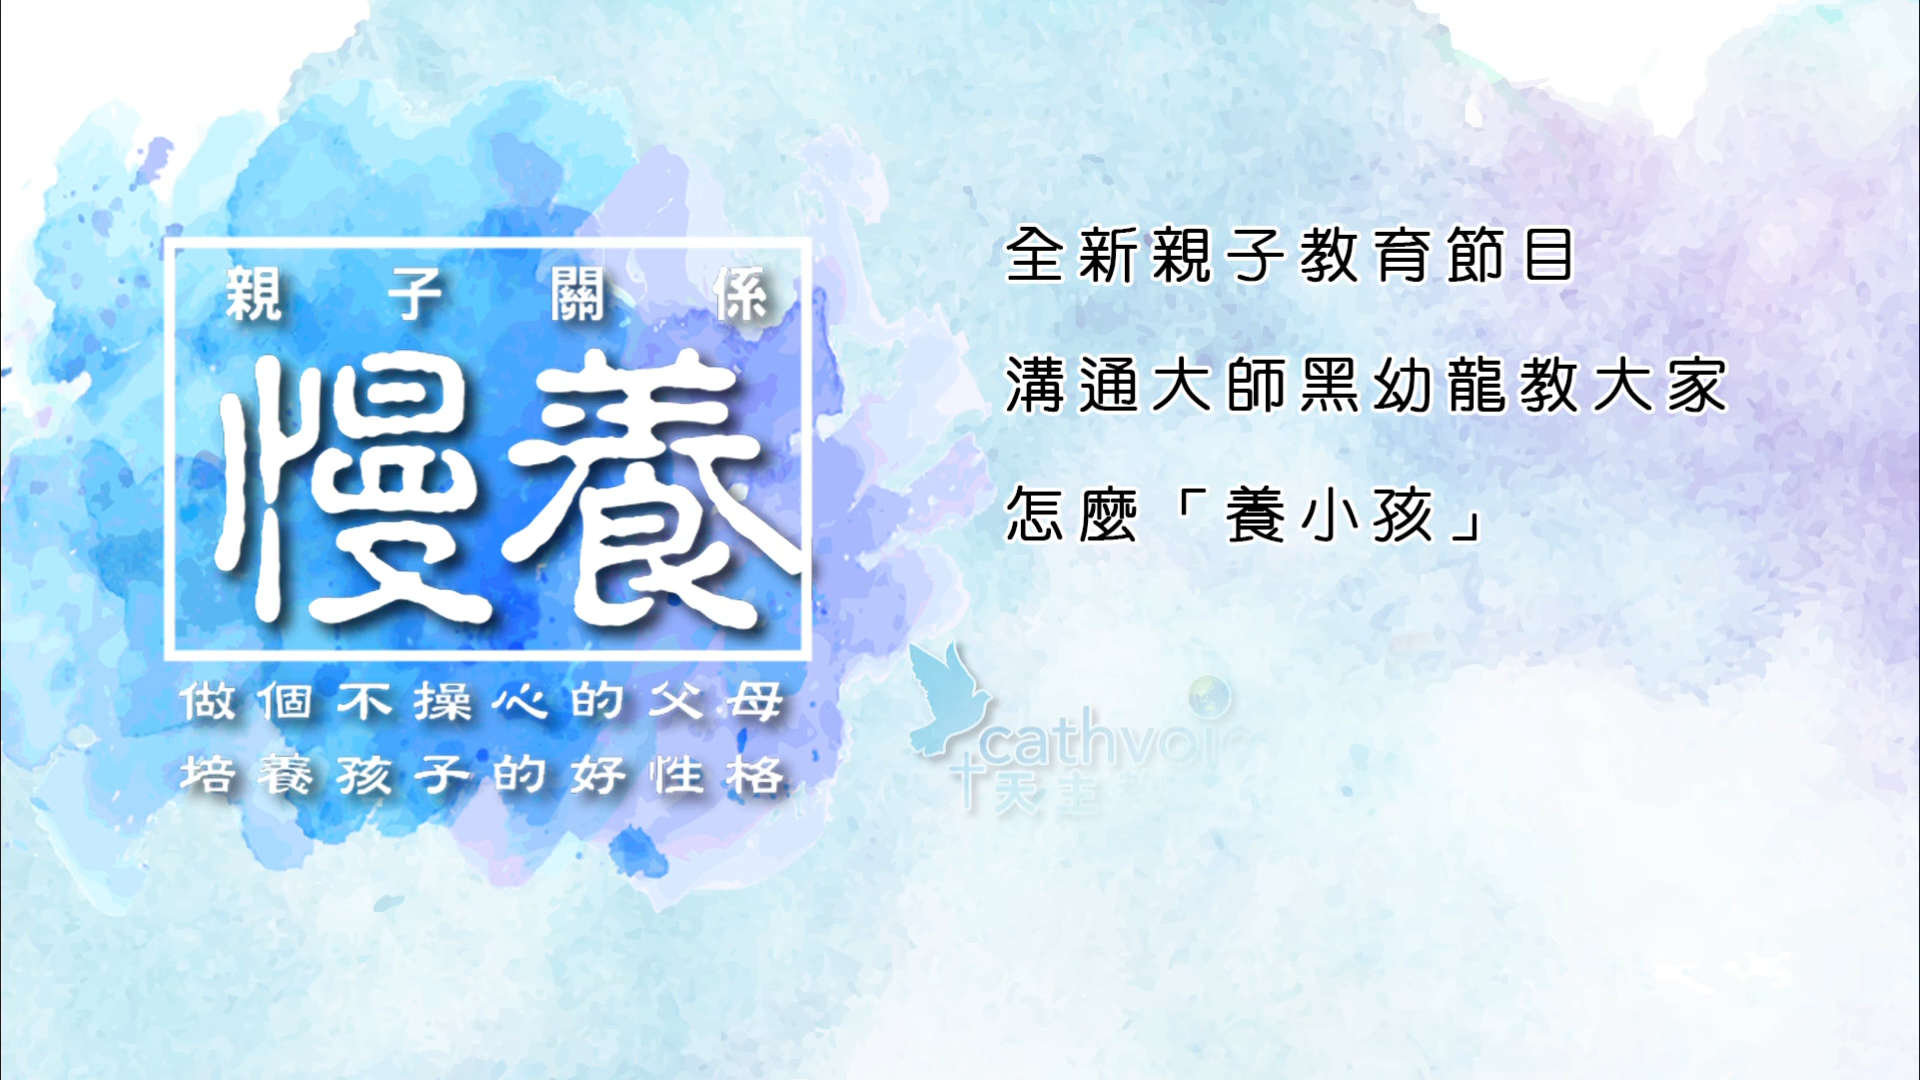 親子關係
慢養
做個不操心的父母
培養孩子的好性格
全新親子教育節目
溝通大師黑幼龍教大家
怎麼「養小孩」
cathvoi
天主